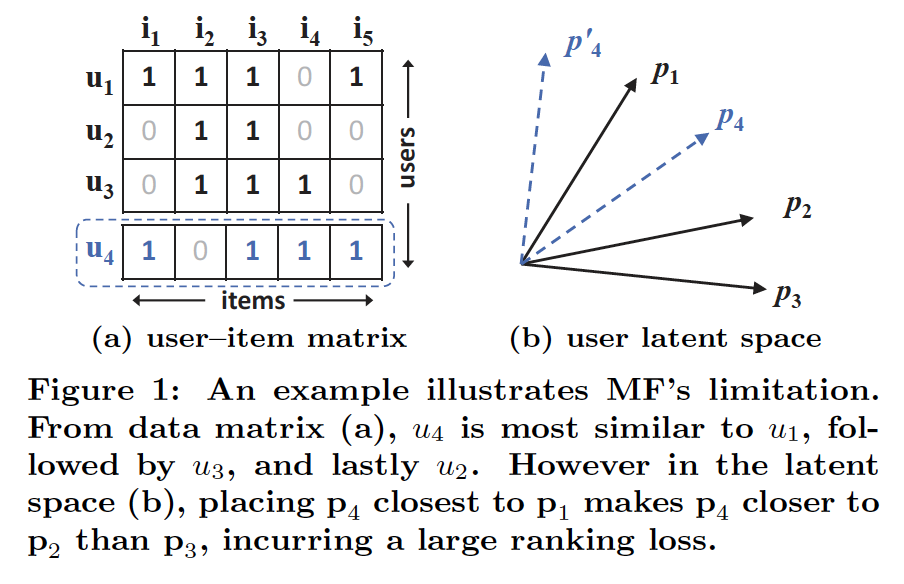 i1 i2 i3 i4 i5
u1 1 1 1 0 1
u2 0 1 1 0 0
u3 0 1 1 1 0
u4 1 0 1 1 1
users
items
(a) user–item matrix
p'4
p1
p4
p2
p3
(b) user latent space
Figure 1: An example illustrates MF's limitation.
From data matrix (a), u4 is most similar to u1, fol-
lowed by u3, and lastly u2. However in the latent
space (b), placing p4 closest to p1 makes p4 closer to
p2 than p3, incurring a large ranking loss.